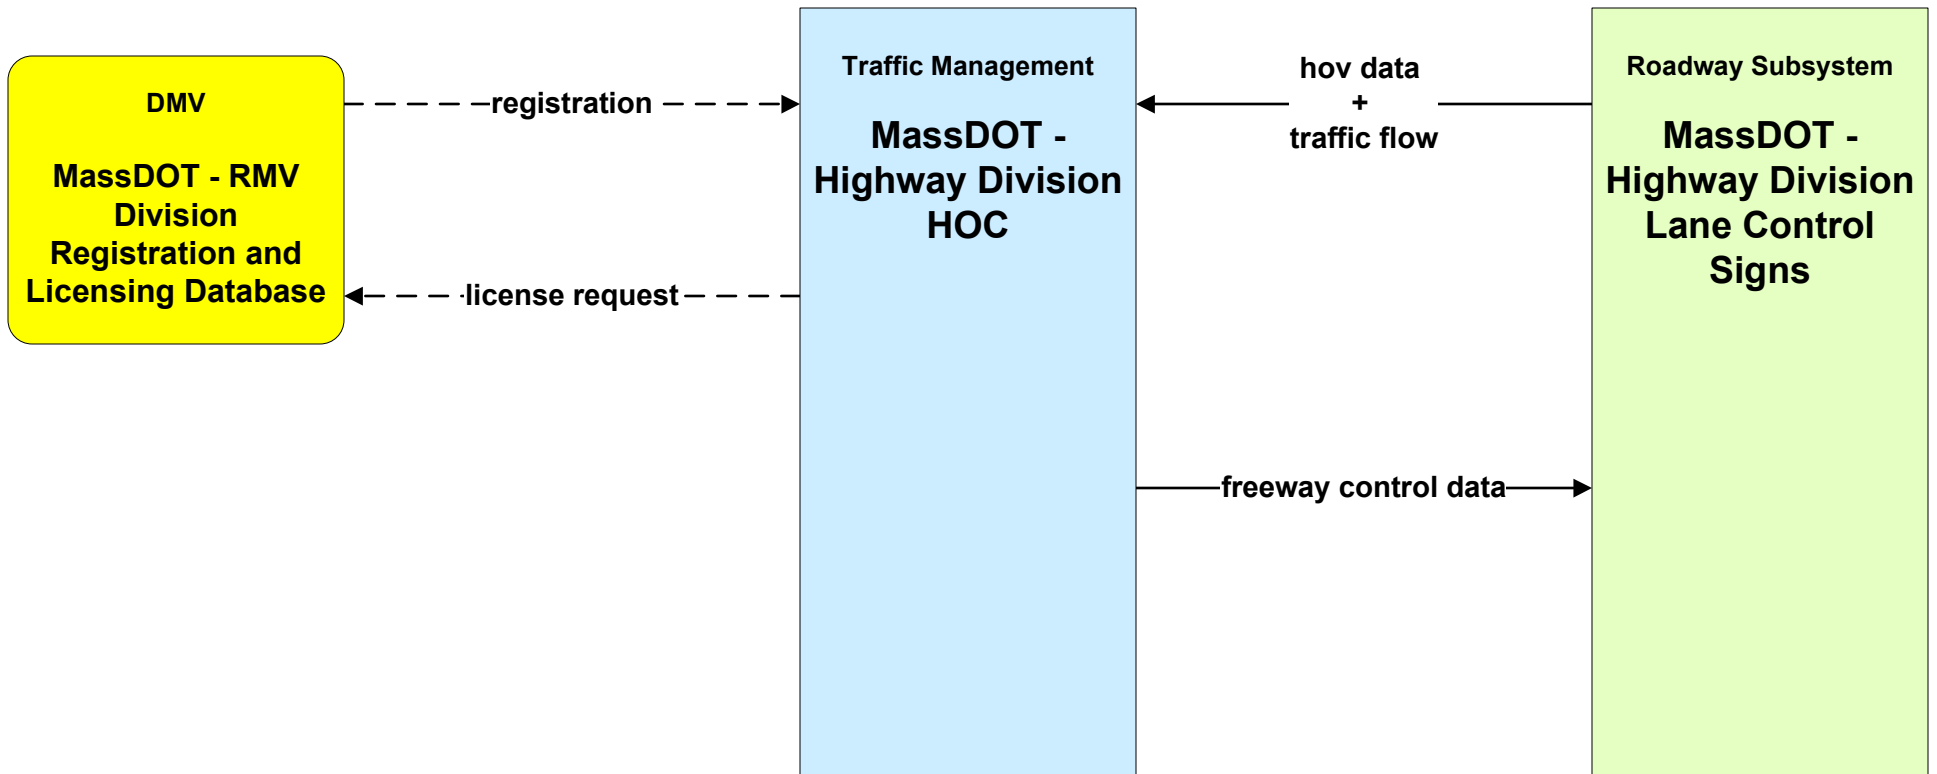 DMV
MassDOT - RMV
Division
Registration and
Licensing Database
registration
license request
Traffic Management
MassDOT -
Highway Division
HOC
hov data
+
traffic flow
freeway control data
Roadway Subsystem
MassDOT -
Highway Division
Lane Control
Signs